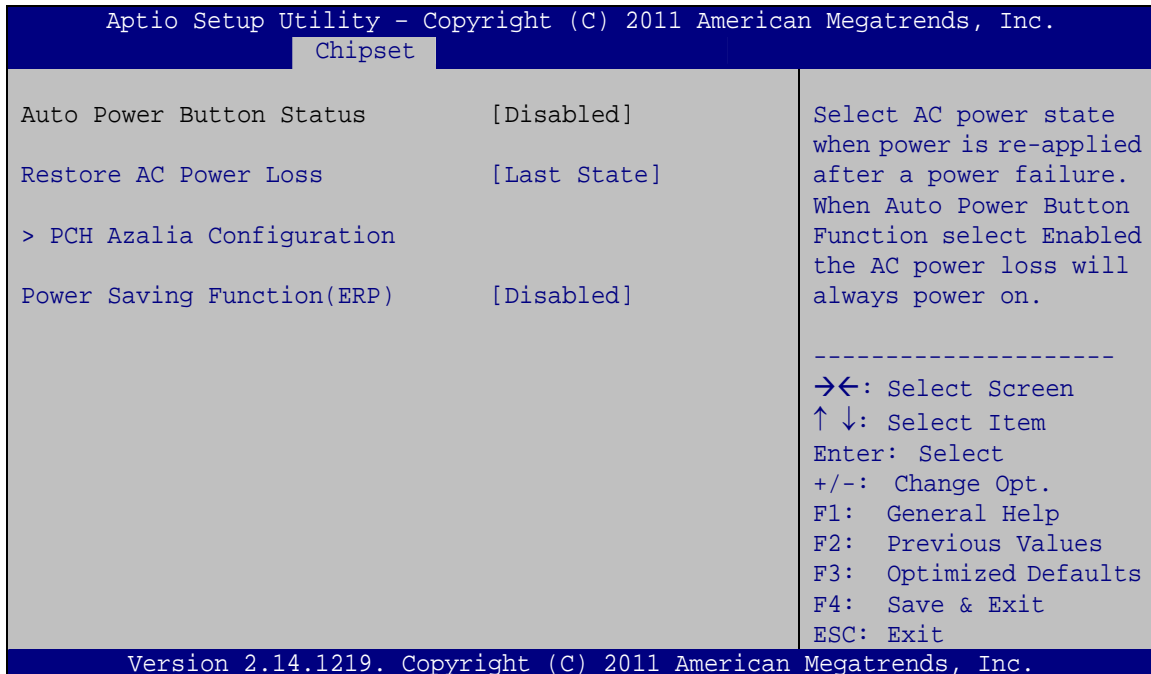 Aptio Setup Utility – Copyright (C) 2011 American Megatrends, Inc.
Chipset
Auto Power Button Status [Disabled]
Restore AC Power Loss [Last State]
> PCH Azalia Configuration
Power Saving Function(ERP) [Disabled]
Select AC power state
when power is re-applied
after a power failure.
When Auto Power Button
Function select Enabled
the AC power loss will
always power on.
---------------------
→←: Select Screen
↑ ↓: Select Item
Enter: Select
+/-: Change Opt.
F1: General Help
F2: Previous Values
F3: Optimized Defaults
F4: Save & Exit
ESC: Exit
Version 2.14.1219. Copyright (C) 2011 American Megatrends, Inc.